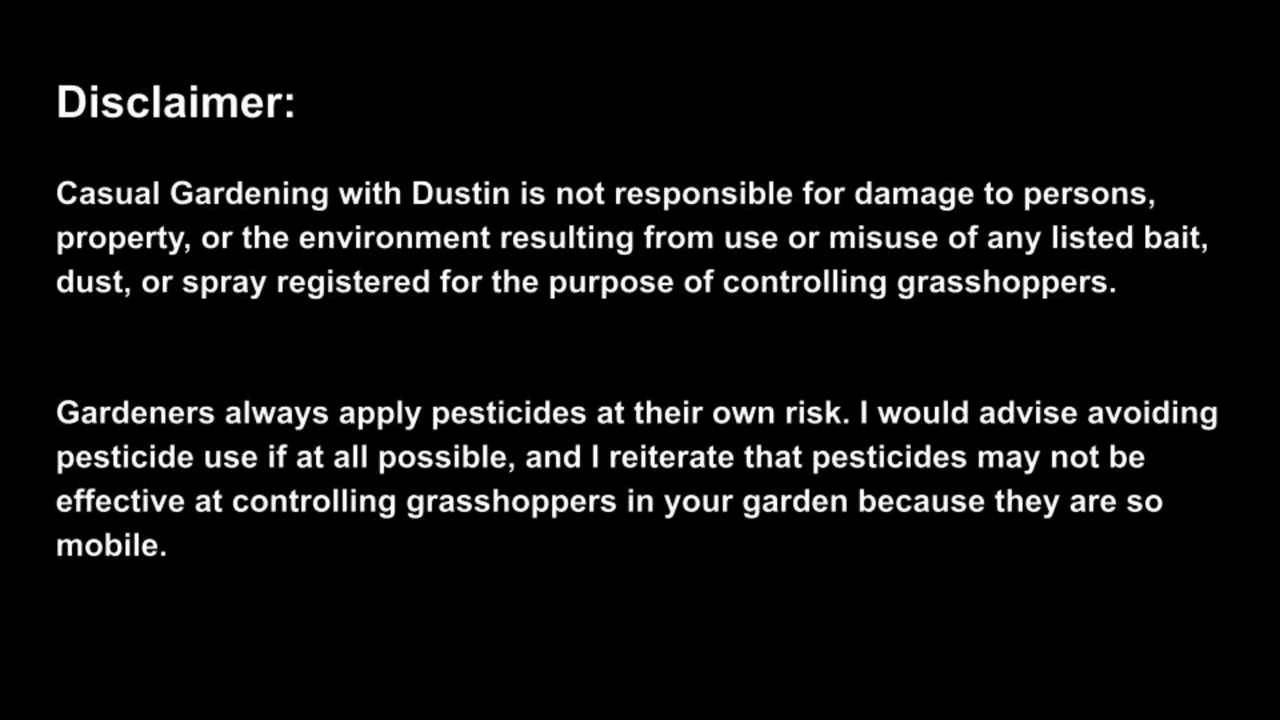 Disclaimer:
Casual Gardening with Dustin is not responsible for damage to persons,
property, or the environment resulting from use or misuse of any listed bait,
dust, or spray registered for the purpose of controlling grasshoppers.
Gardeners always apply pesticides at their own risk. I would advise avoiding
pesticide use if at all possible, and I reiterate that pesticides may not be
effective at controlling grasshoppers in your garden because they are so
mobile.